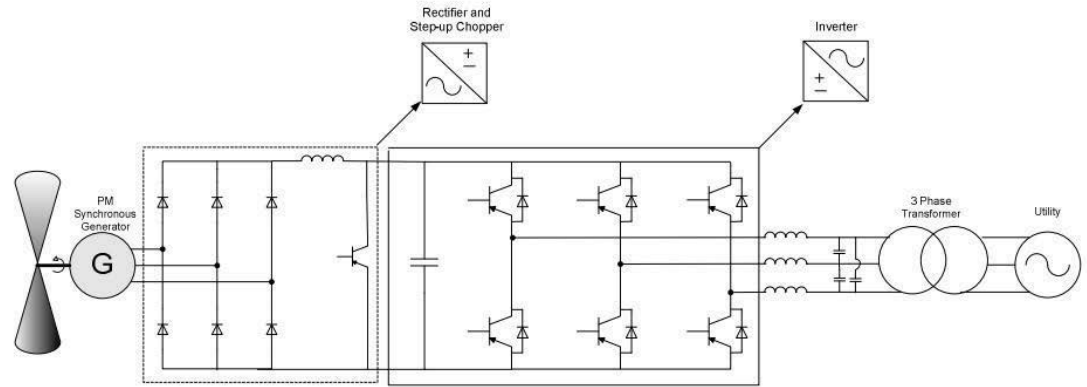 Rectifier and
Step-up Chopper
Inverter
PM
Synchronous
Generator
G
3 Phase
Transformer
Utility